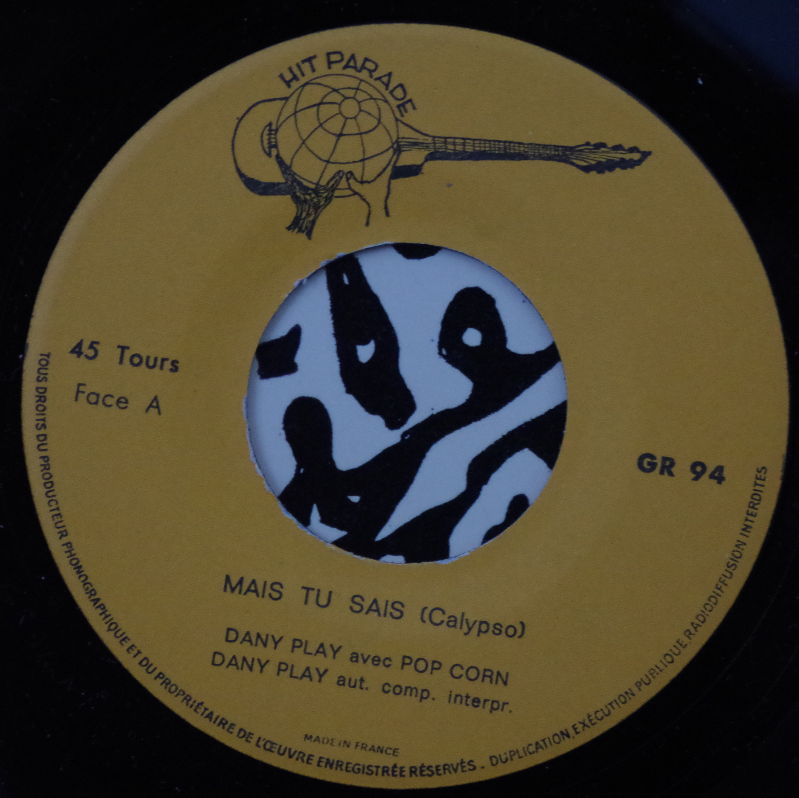 HIT PARADE
45 Tours
Face A
GR 94
MAIS TU SAIS (Calypso)
DANY PLAY avec POP CORN
DANY PLAY aut. comp. interpr.
MADE IN FRANCE
TOUS DROITS DU PRODUCTEUR PHONOGRAPHIQUE ET DU PROPRIÉTAIRE DE L'ŒUVRE ENREGISTRÉE RÉSERVÉS - DUPLICATION, EXÉCUTION PUBLIQUE, RADIODIFFUSION INTERDITES